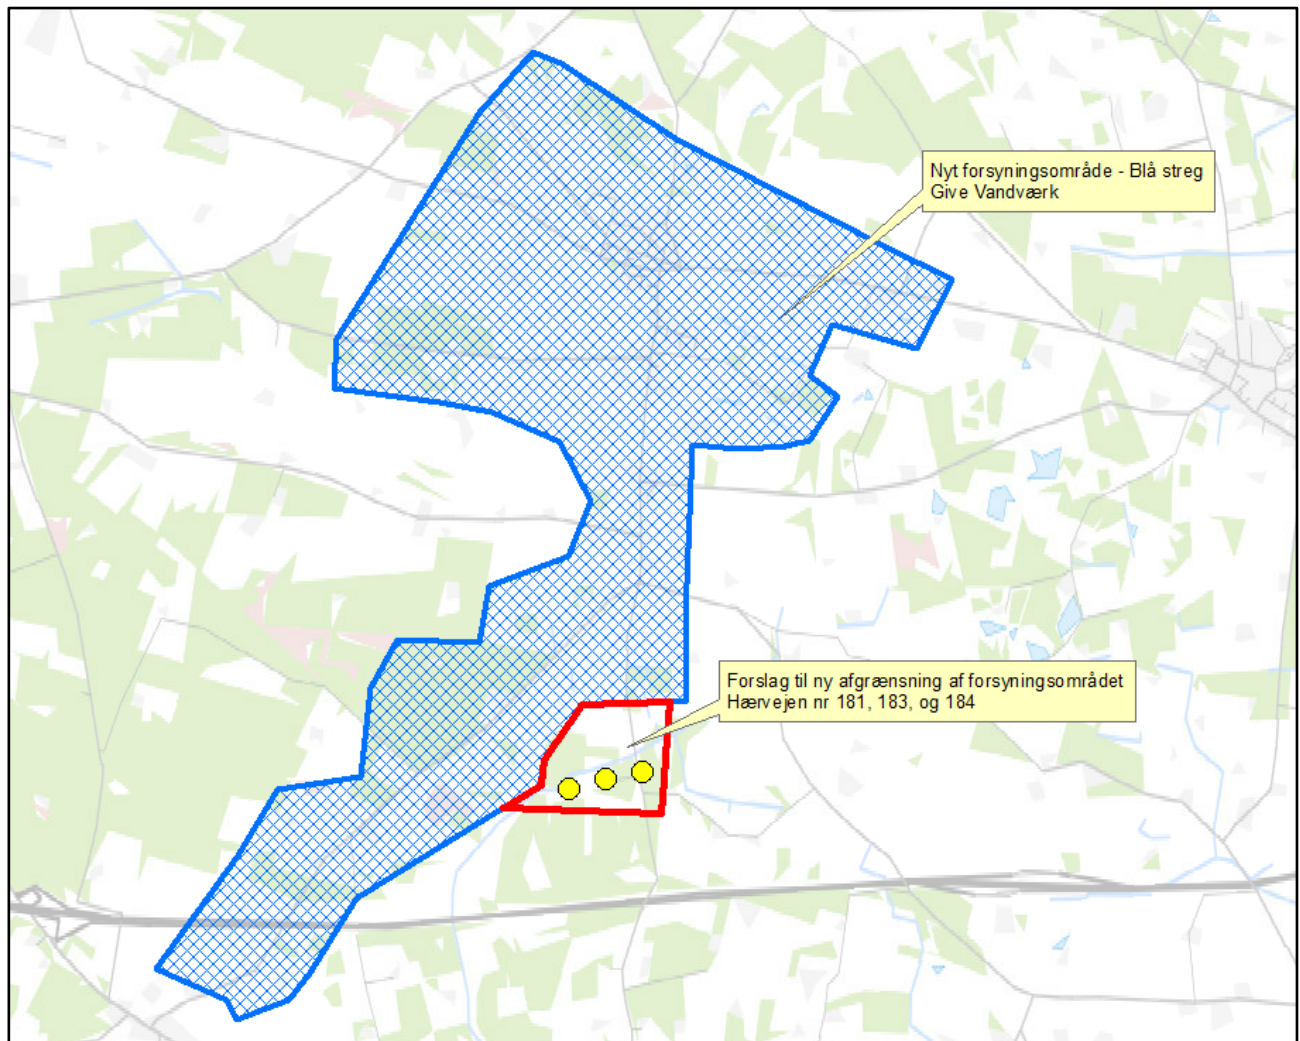 Nyt forsyningsområde - Blå streg
Give Vandværk
Forslag til ny afgrænsning af forsyningsområdet
Hærvejen nr 181, 183, og 184